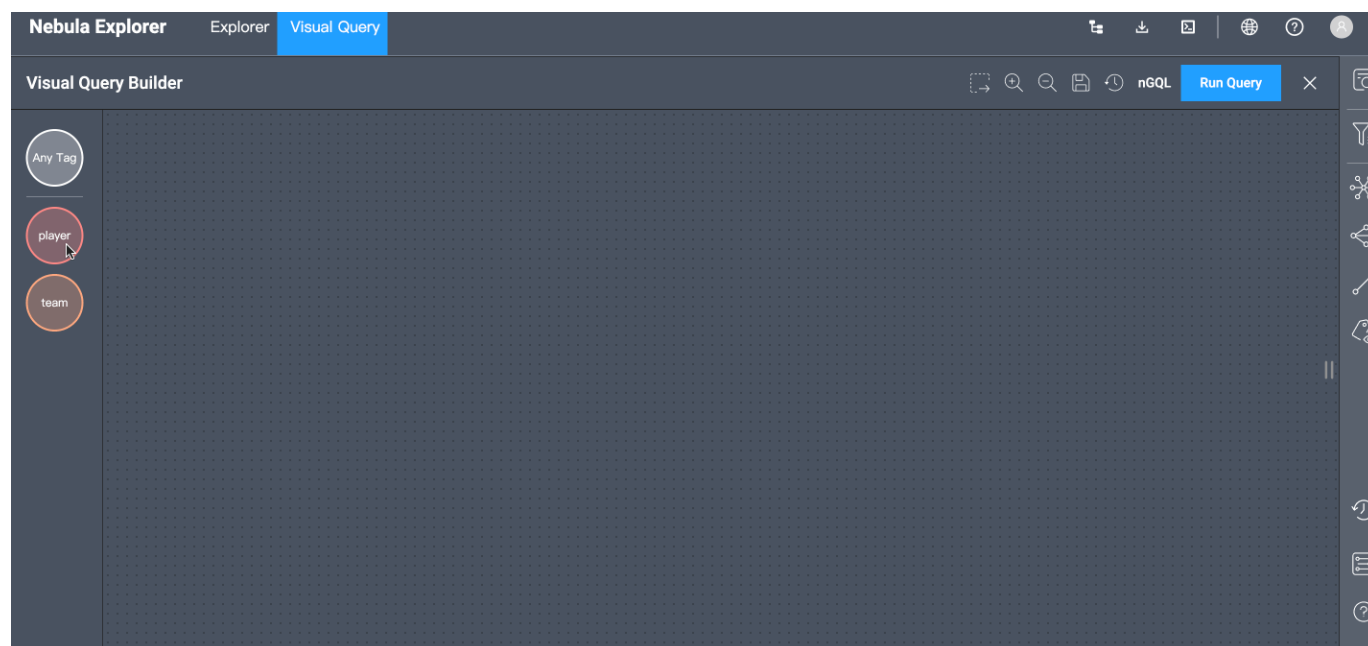 Nebula Explorer Explorer Visual Query
Visual Query Builder nGQL Run Query
Any Tag
player
team